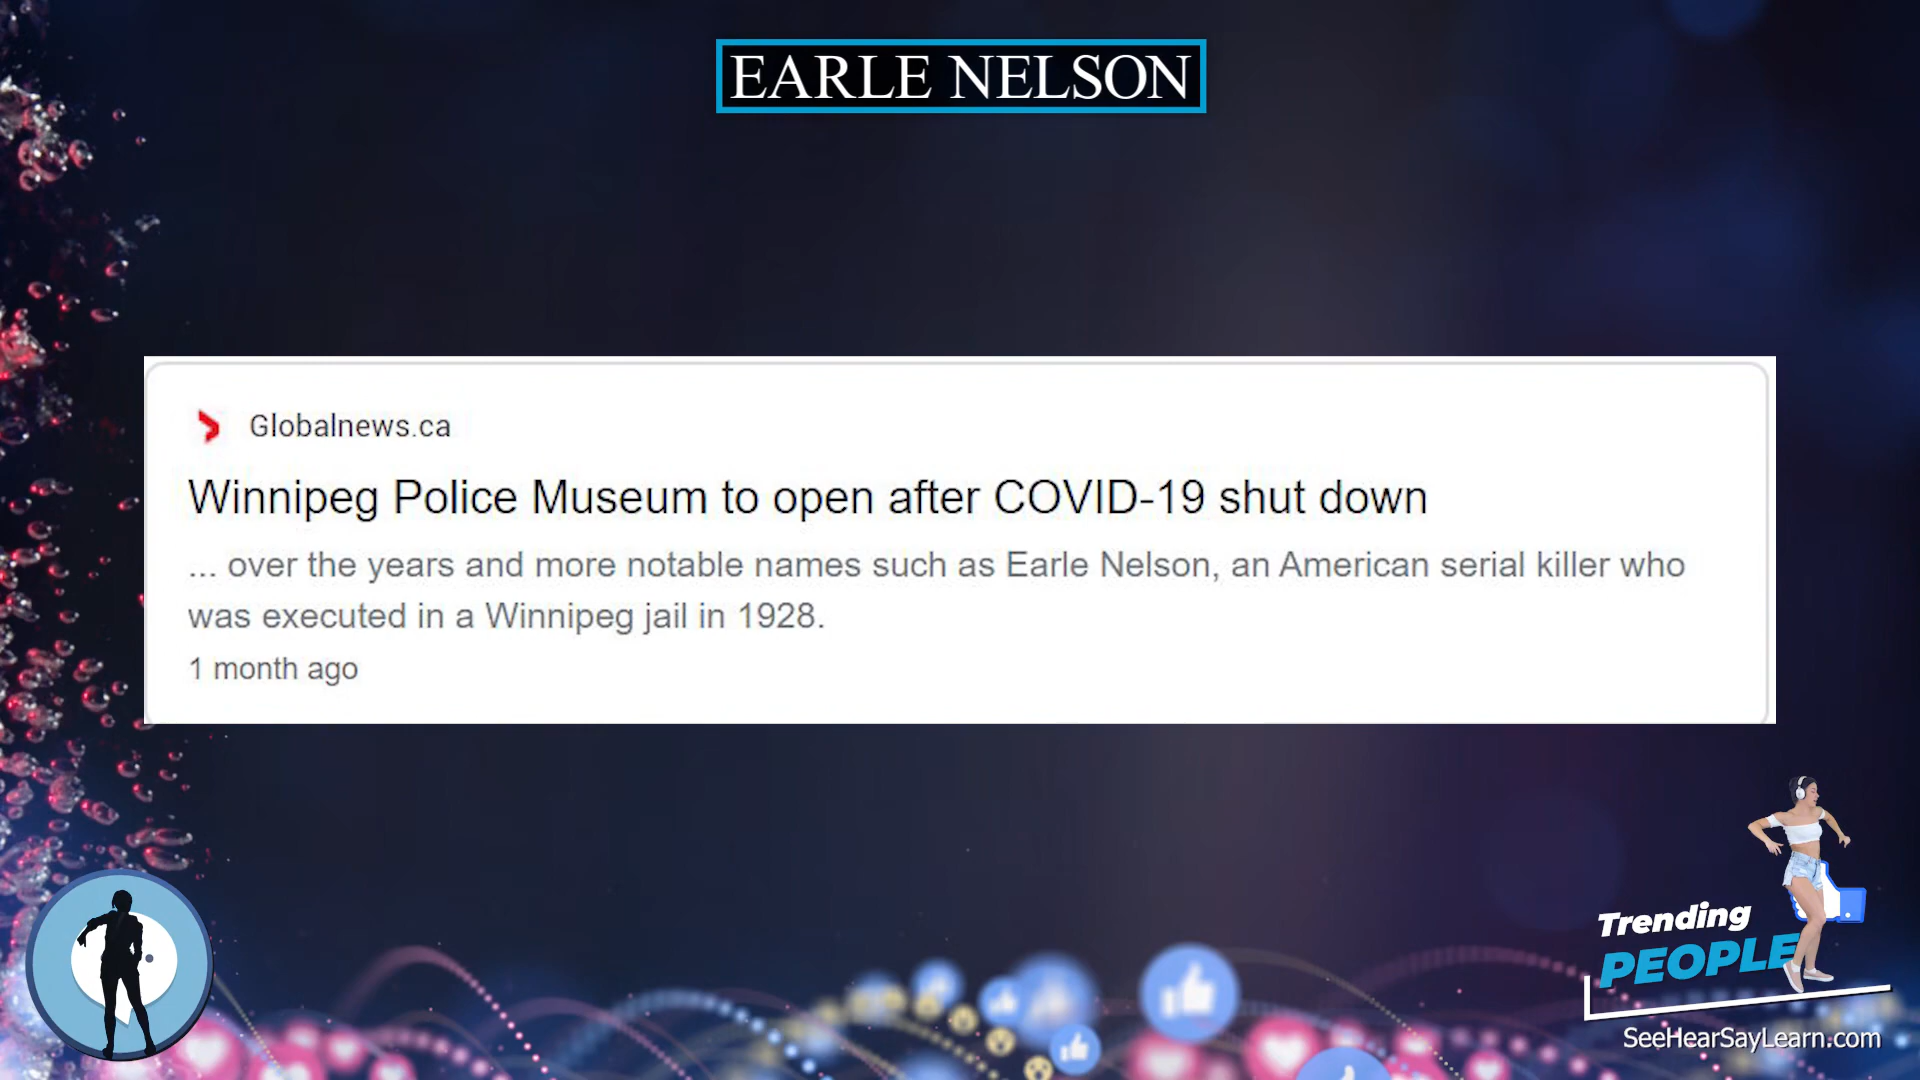 EARLE NELSON
Globalnews.ca
Winnipeg Police Museum to open after COVID-19 shut down
... over the years and more notable names such as Earle Nelson, an American serial killer who
was executed in a Winnipeg jail in 1928.
1 month ago
Trending
PEOPLE
SeeHearSayLearn.com